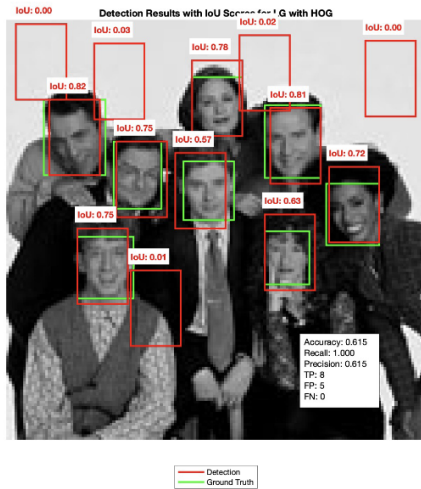 Detection Results with IoU Scores for LG with HOG
IoU: 0.00
IoU: 0.03
IoU: 0.02
IoU: 0.00
IoU: 0.78
IoU: 0.82
IoU: 0.81
IoU: 0.75
IoU: 0.57
IoU: 0.72
IoU: 0.75
IoU: 0.63
IoU: 0.01
Accuracy: 0.615
Recall: 1.000
Precision: 0.615
TP: 8
FP: 5
FN: 0
Detection
Ground Truth